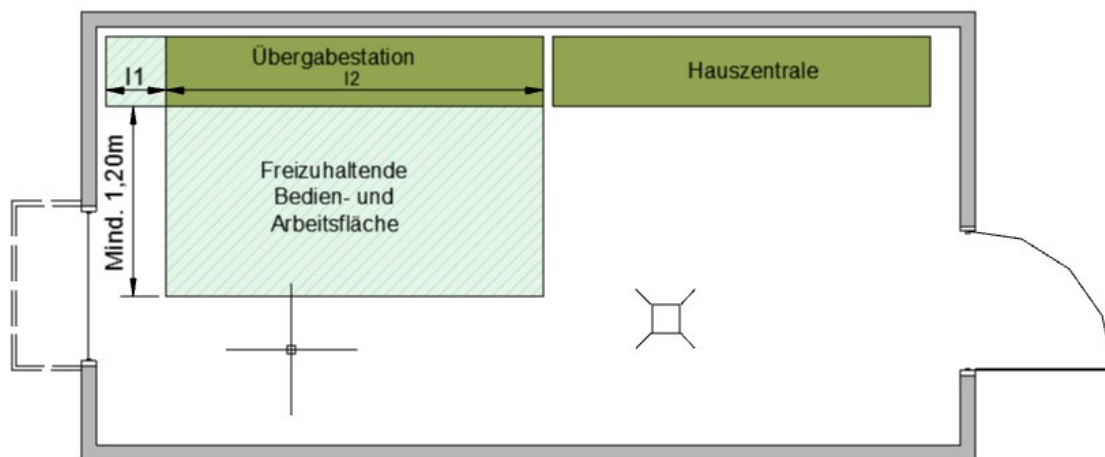 Übergabestation
l1
l2
Hauszentrale
Mind. 1,20m
Freizuhaltende
Bedien- und
Arbeitsfläche